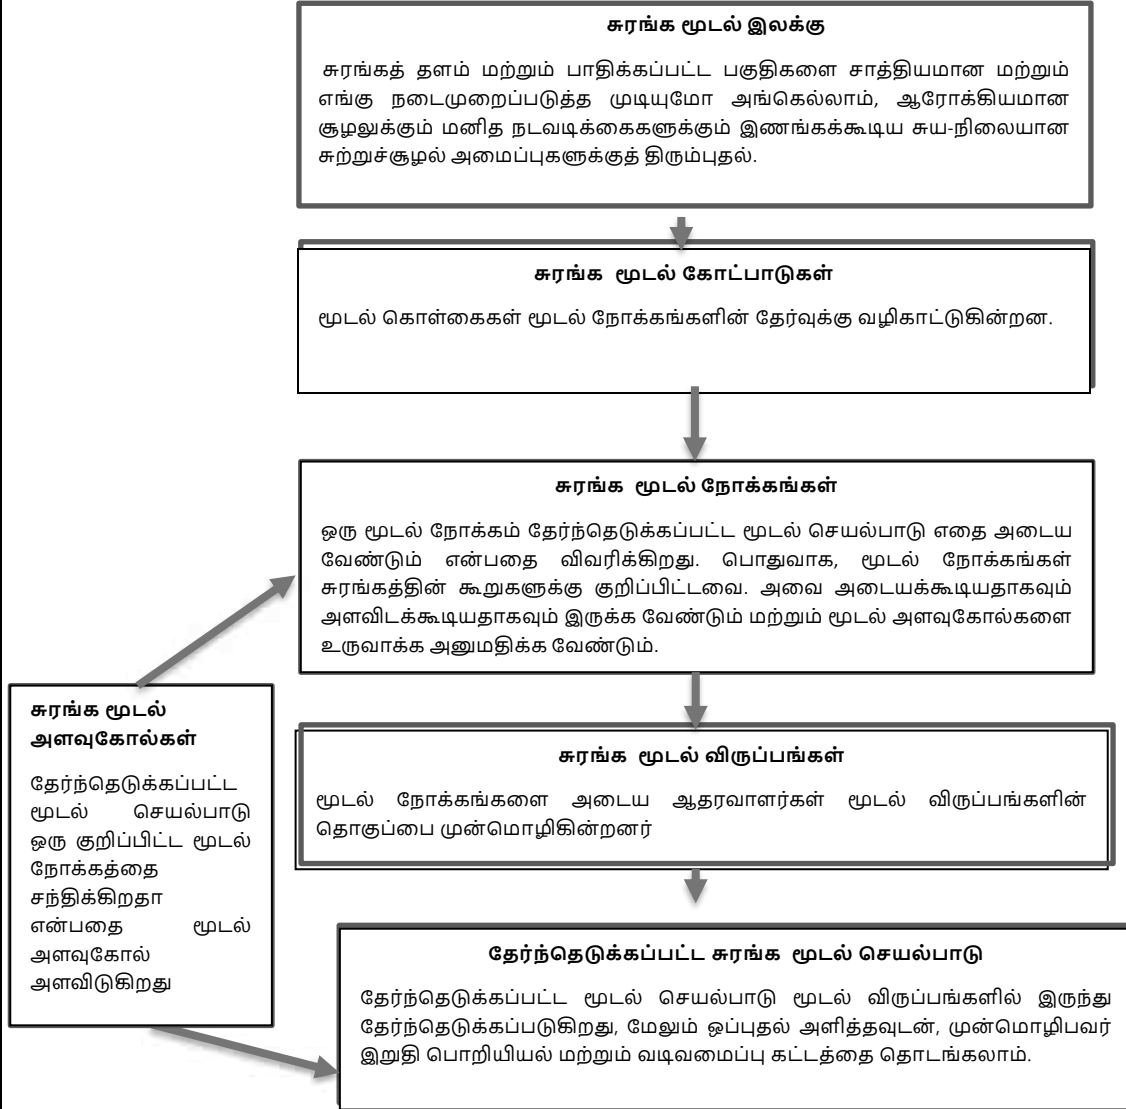 சுரங்க மூடல் இலக்கு
சுரங்கத் தளம் மற்றும் பாதிக்கப்பட்ட பகுதிகளை சாத்தியமான மற்றும்
எங்கு நடைமுறைப்படுத்த முடியுமோ அங்கெல்லாம், ஆரோக்கியமான
சூழலுக்கும் மனித நடவடிக்கைகளுக்கும் இணங்கக்கூடிய சுய-நிலையான
சுற்றுச்சூழல் அமைப்புகளுக்குத் திரும்புதல்.
சுரங்க மூடல் கோட்பாடுகள்
மூடல் கொள்கைகள் மூடல் நோக்கங்களின் தேர்வுக்கு வழிகாட்டுகின்றன.
சுரங்க மூடல் நோக்கங்கள்
ஒரு மூடல் நோக்கம் தேர்ந்தெடுக்கப்பட்ட மூடல் செயல்பாடு எதை அடைய
வேண்டும் என்பதை விவரிக்கிறது. பொதுவாக, மூடல் நோக்கங்கள்
சுரங்கத்தின் கூறுகளுக்கு குறிப்பிட்டவை. அவை அடையக்கூடியதாகவும்
அளவிடக்கூடியதாகவும் இருக்க வேண்டும் மற்றும் மூடல் அளவுகோல்களை
உருவாக்க அனுமதிக்க வேண்டும்.
சுரங்க மூடல்
அளவுகோல்கள்
தேர்ந்தெடுக்கப்பட்ட
மூடல் செயல்பாடு
ஒரு குறிப்பிட்ட மூடல்
நோக்கத்தை
சந்திக்கிறதா
என்பதை மூடல்
அளவுகோல்
அளவிடுகிறது
சுரங்க மூடல் விருப்பங்கள்
மூடல் நோக்கங்களை அடைய ஆதரவாளர்கள் மூடல் விருப்பங்களின்
தொகுப்பை முன்மொழிகின்றனர்
தேர்ந்தெடுக்கப்பட்ட சுரங்க மூடல் செயல்பாடு
தேர்ந்தெடுக்கப்பட்ட மூடல் செயல்பாடு மூடல் விருப்பங்களில் இருந்து
தேர்ந்தெடுக்கப்படுகிறது, மேலும் ஒப்புதல் அளித்தவுடன், முன்மொழிபவர்
இறுதி பொறியியல் மற்றும் வடிவமைப்பு கட்டத்தை தொடங்கலாம்.